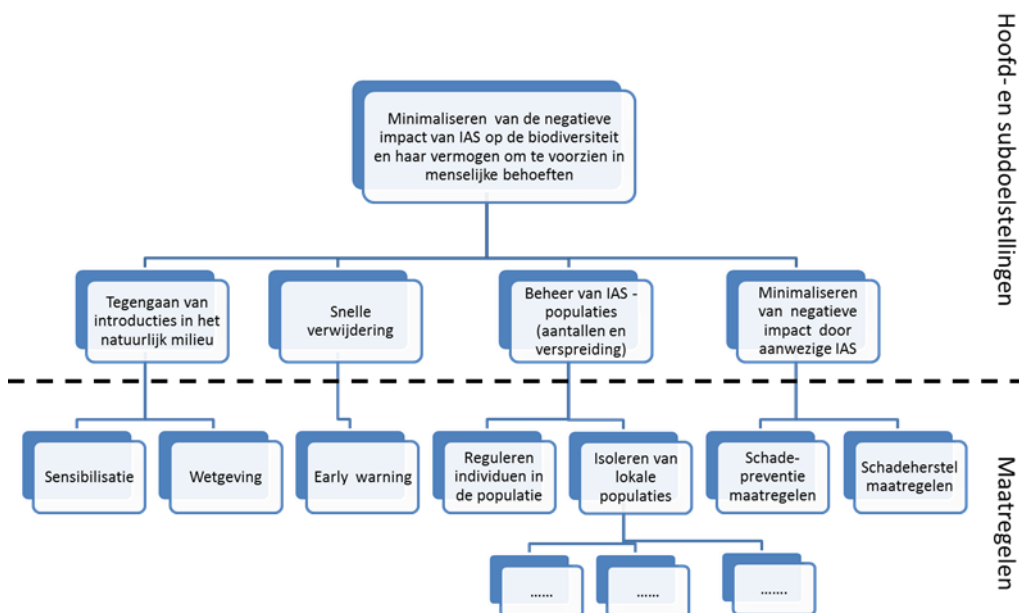 Hoofd- en subdoelstellingen
Minimaliseren van de negatieve
impact van IAS op de biodiversiteit
en haar vermogen om te voorzien in
menselijke behoeften
Tegengaan van
introducties in het
natuurlijk milieu
Snelle
verwijdering
Beheer van IAS -
populaties
(aantallen en
verspreiding)
Minimaliseren
van negatieve
impact door
aanwezige IAS
Maatregelen
Sensibilisatie
Wetgeving
Early warning
Reguleren
individuen in
de populatie
Isoleren van
lokale
populaties
Schade-
preventie
maatregelen
Schadeherstel
maatregelen
......
......
.......